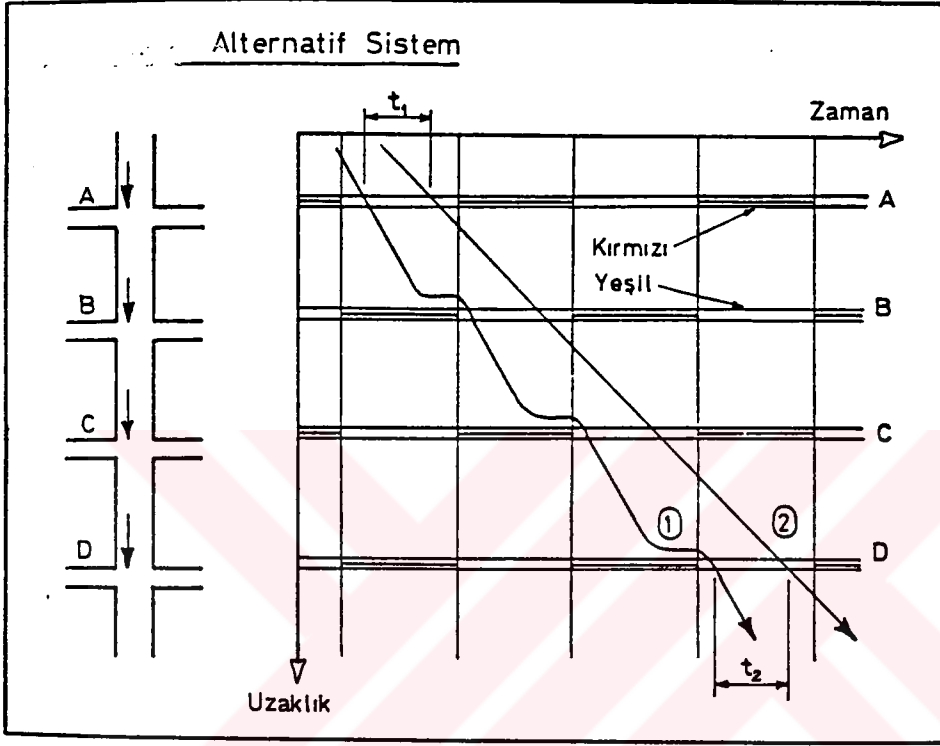 Alternatif Sistem
t₁
Zaman
A
A
Kırmızı
Yeşil
B
B
C
C
1
2
D
D
t₂
Uzaklık